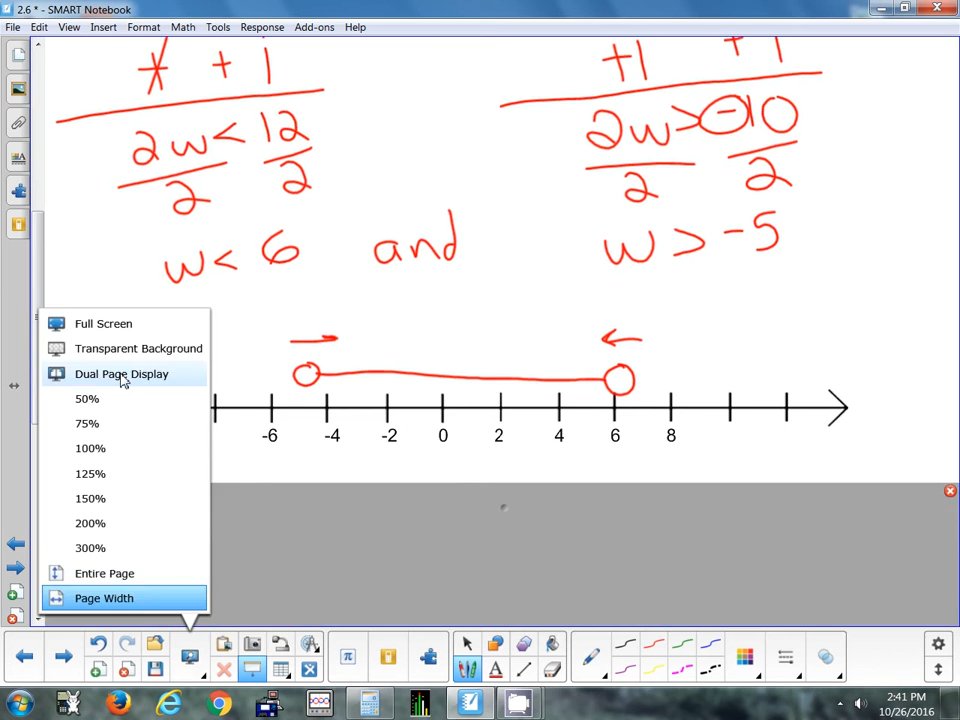 2.6 * - SMART Notebook
File Edit View Insert Format Math Tools Response Add-ons Help
+ 1 +1 +1
2w < 12 2w > -10
2 2 2 2
w < 6 and w > -5
-6 -4 -2 0 2 4 6 8
Full Screen
Transparent Background
Dual Page Display
50%
75%
100%
125%
150%
200%
300%
Entire Page
Page Width
π A
2:41 PM
10/26/2016